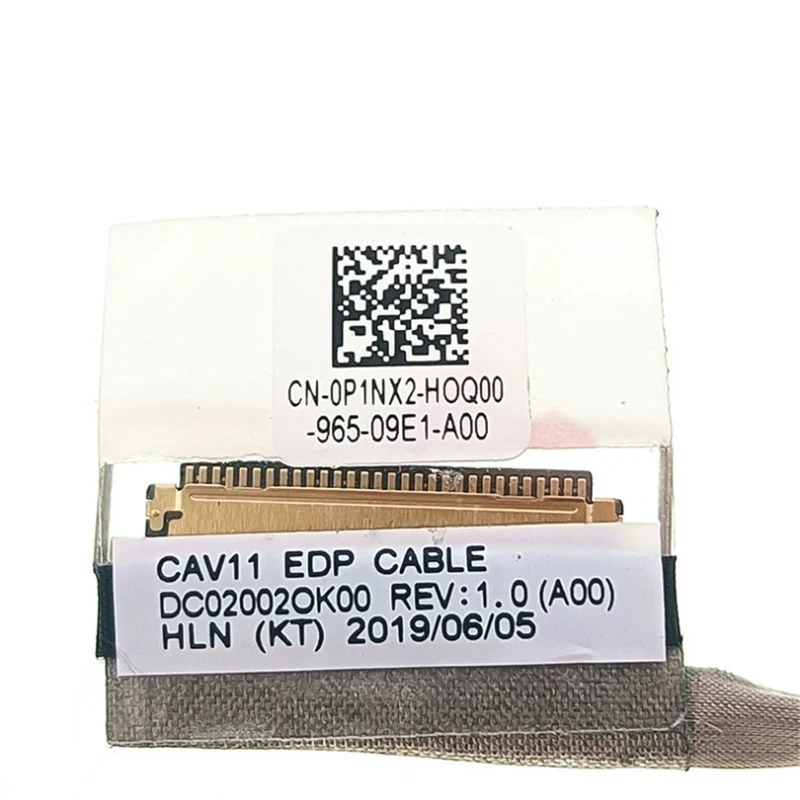 CN-0P1NX2-HOQ00
-965-09E1-A00
CAV11 EDP CABLE
DC02002OK00 REV:1.0 (A00)
HLN (KT) 2019/06/05